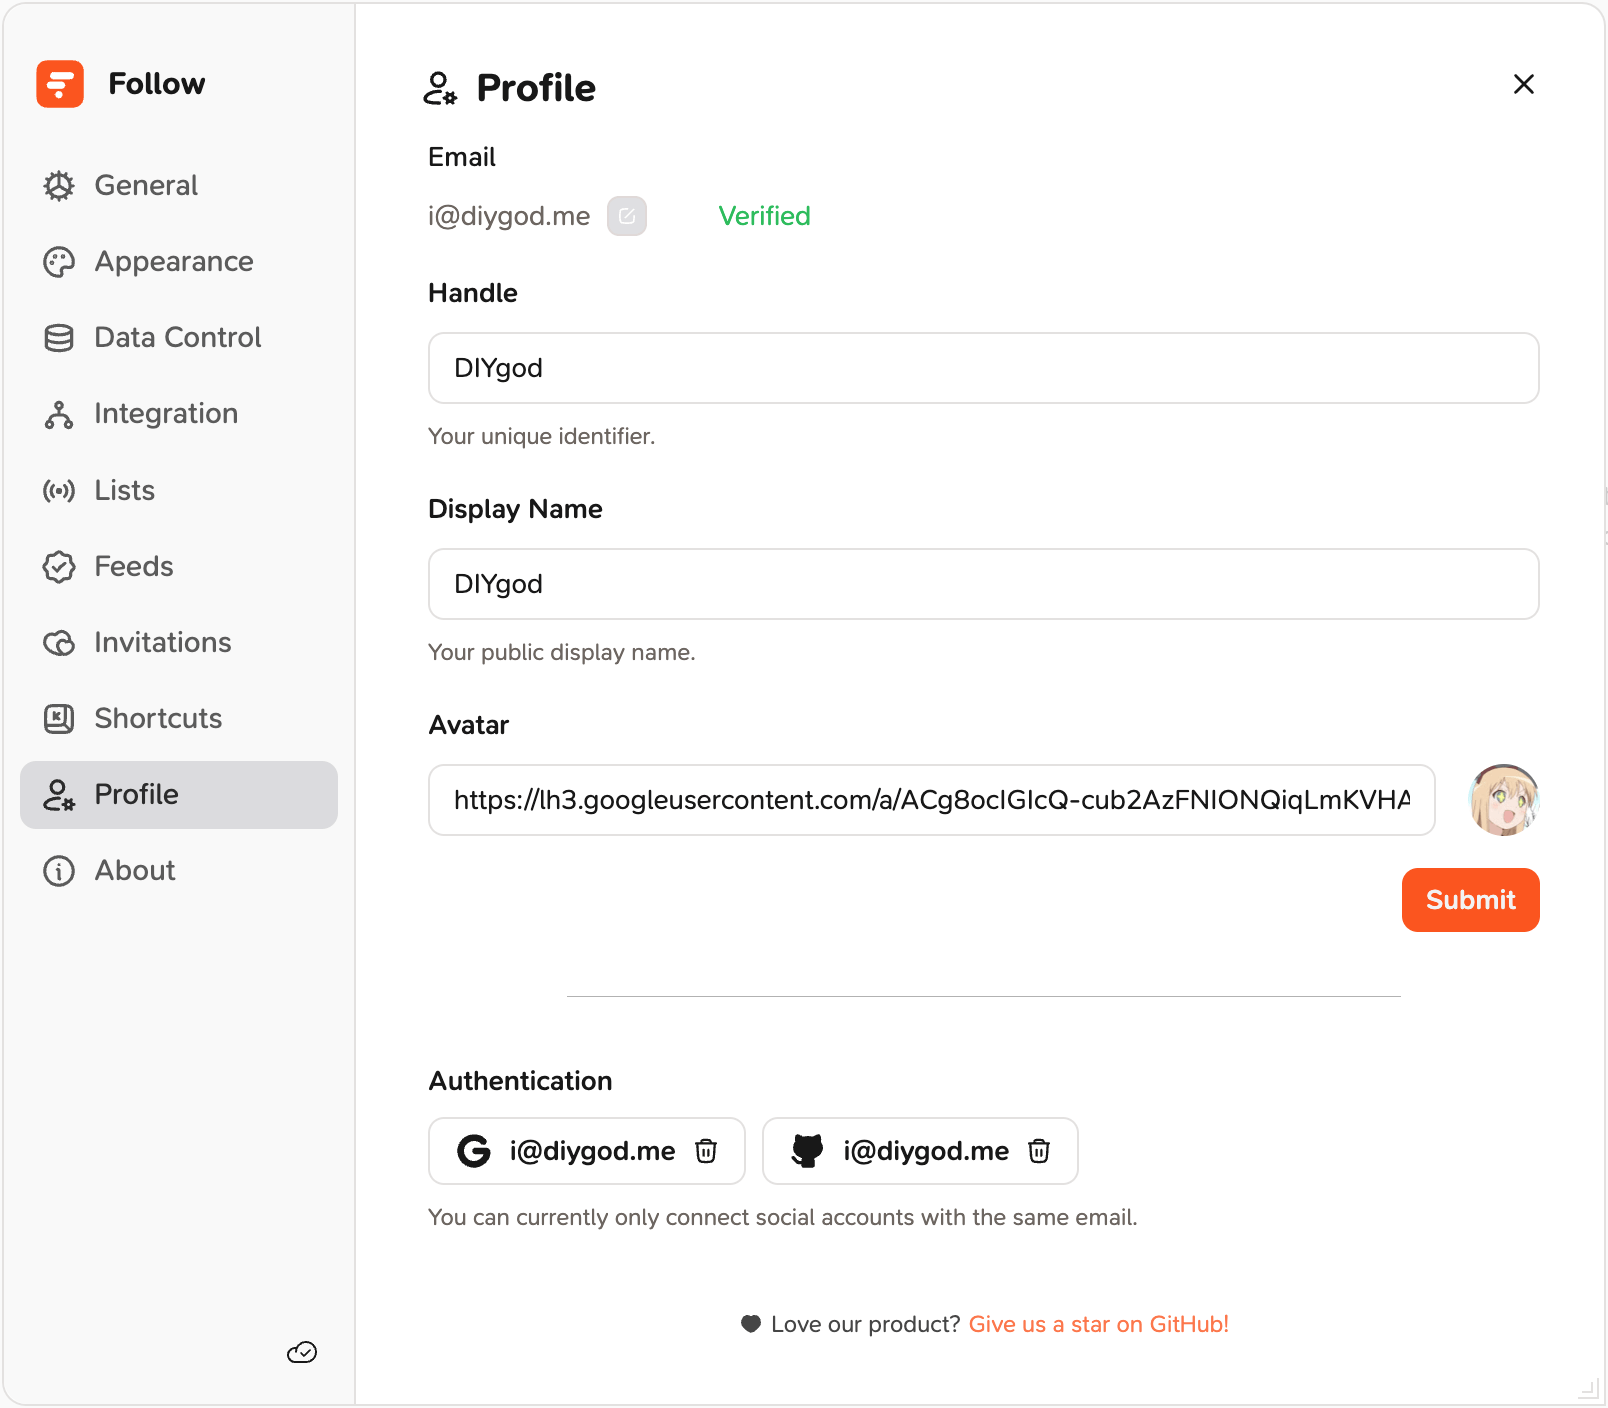 Follow
General
Appearance
Data Control
Integration
Lists
Feeds
Invitations
Shortcuts
Profile
About
Profile
Email
i@diygod.me Verified
Handle
DIYgod
Your unique identifier.
Display Name
DIYgod
Your public display name.
Avatar
https://lh3.googleusercontent.com/a/ACg8ocIGIcQ-cub2AzFNIONQiqLmKVHA
Submit
Authentication
i@diygod.me i@diygod.me
You can currently only connect social accounts with the same email.
Love our product? Give us a star on GitHub!